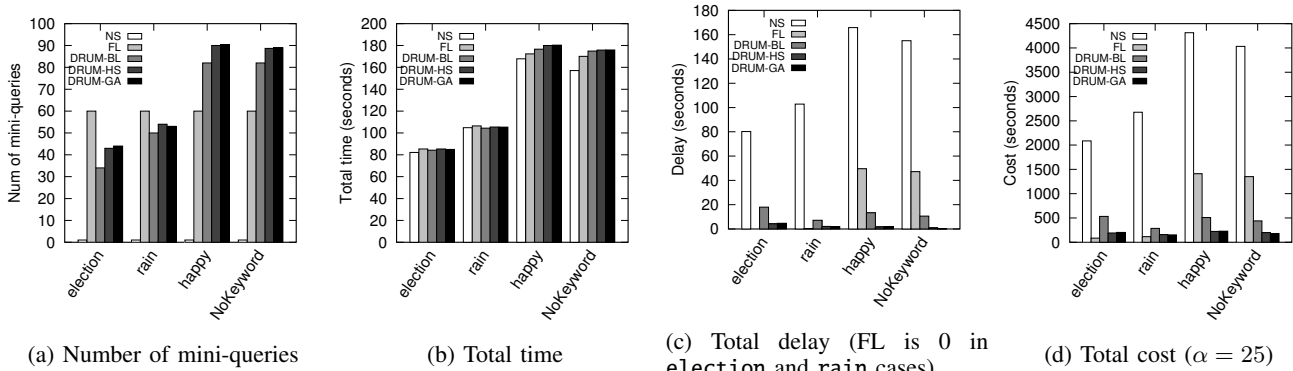 Num of mini-queries
100
90
80
70
60
50
40
30
20
10
0
NS
FL
DRUM-BL
DRUM-HS
DRUM-GA
election
rain
happy
NoKeyword
(a) Number of mini-queries
Total time (seconds)
200
180
160
140
120
100
80
60
40
20
0
NS
FL
DRUM-BL
DRUM-HS
DRUM-GA
election
rain
happy
NoKeyword
(b) Total time
Delay (seconds)
180
160
140
120
100
80
60
40
20
0
NS
FL
DRUM-BL
DRUM-HS
DRUM-GA
election
rain
happy
NoKeyword
(c) Total delay (FL is 0 in
election and rain cases)
Cost (seconds)
4500
4000
3500
3000
2500
2000
1500
1000
500
0
NS
FL
DRUM-BL
DRUM-HS
DRUM-GA
election
rain
happy
NoKeyword
(d) Total cost (α = 25)